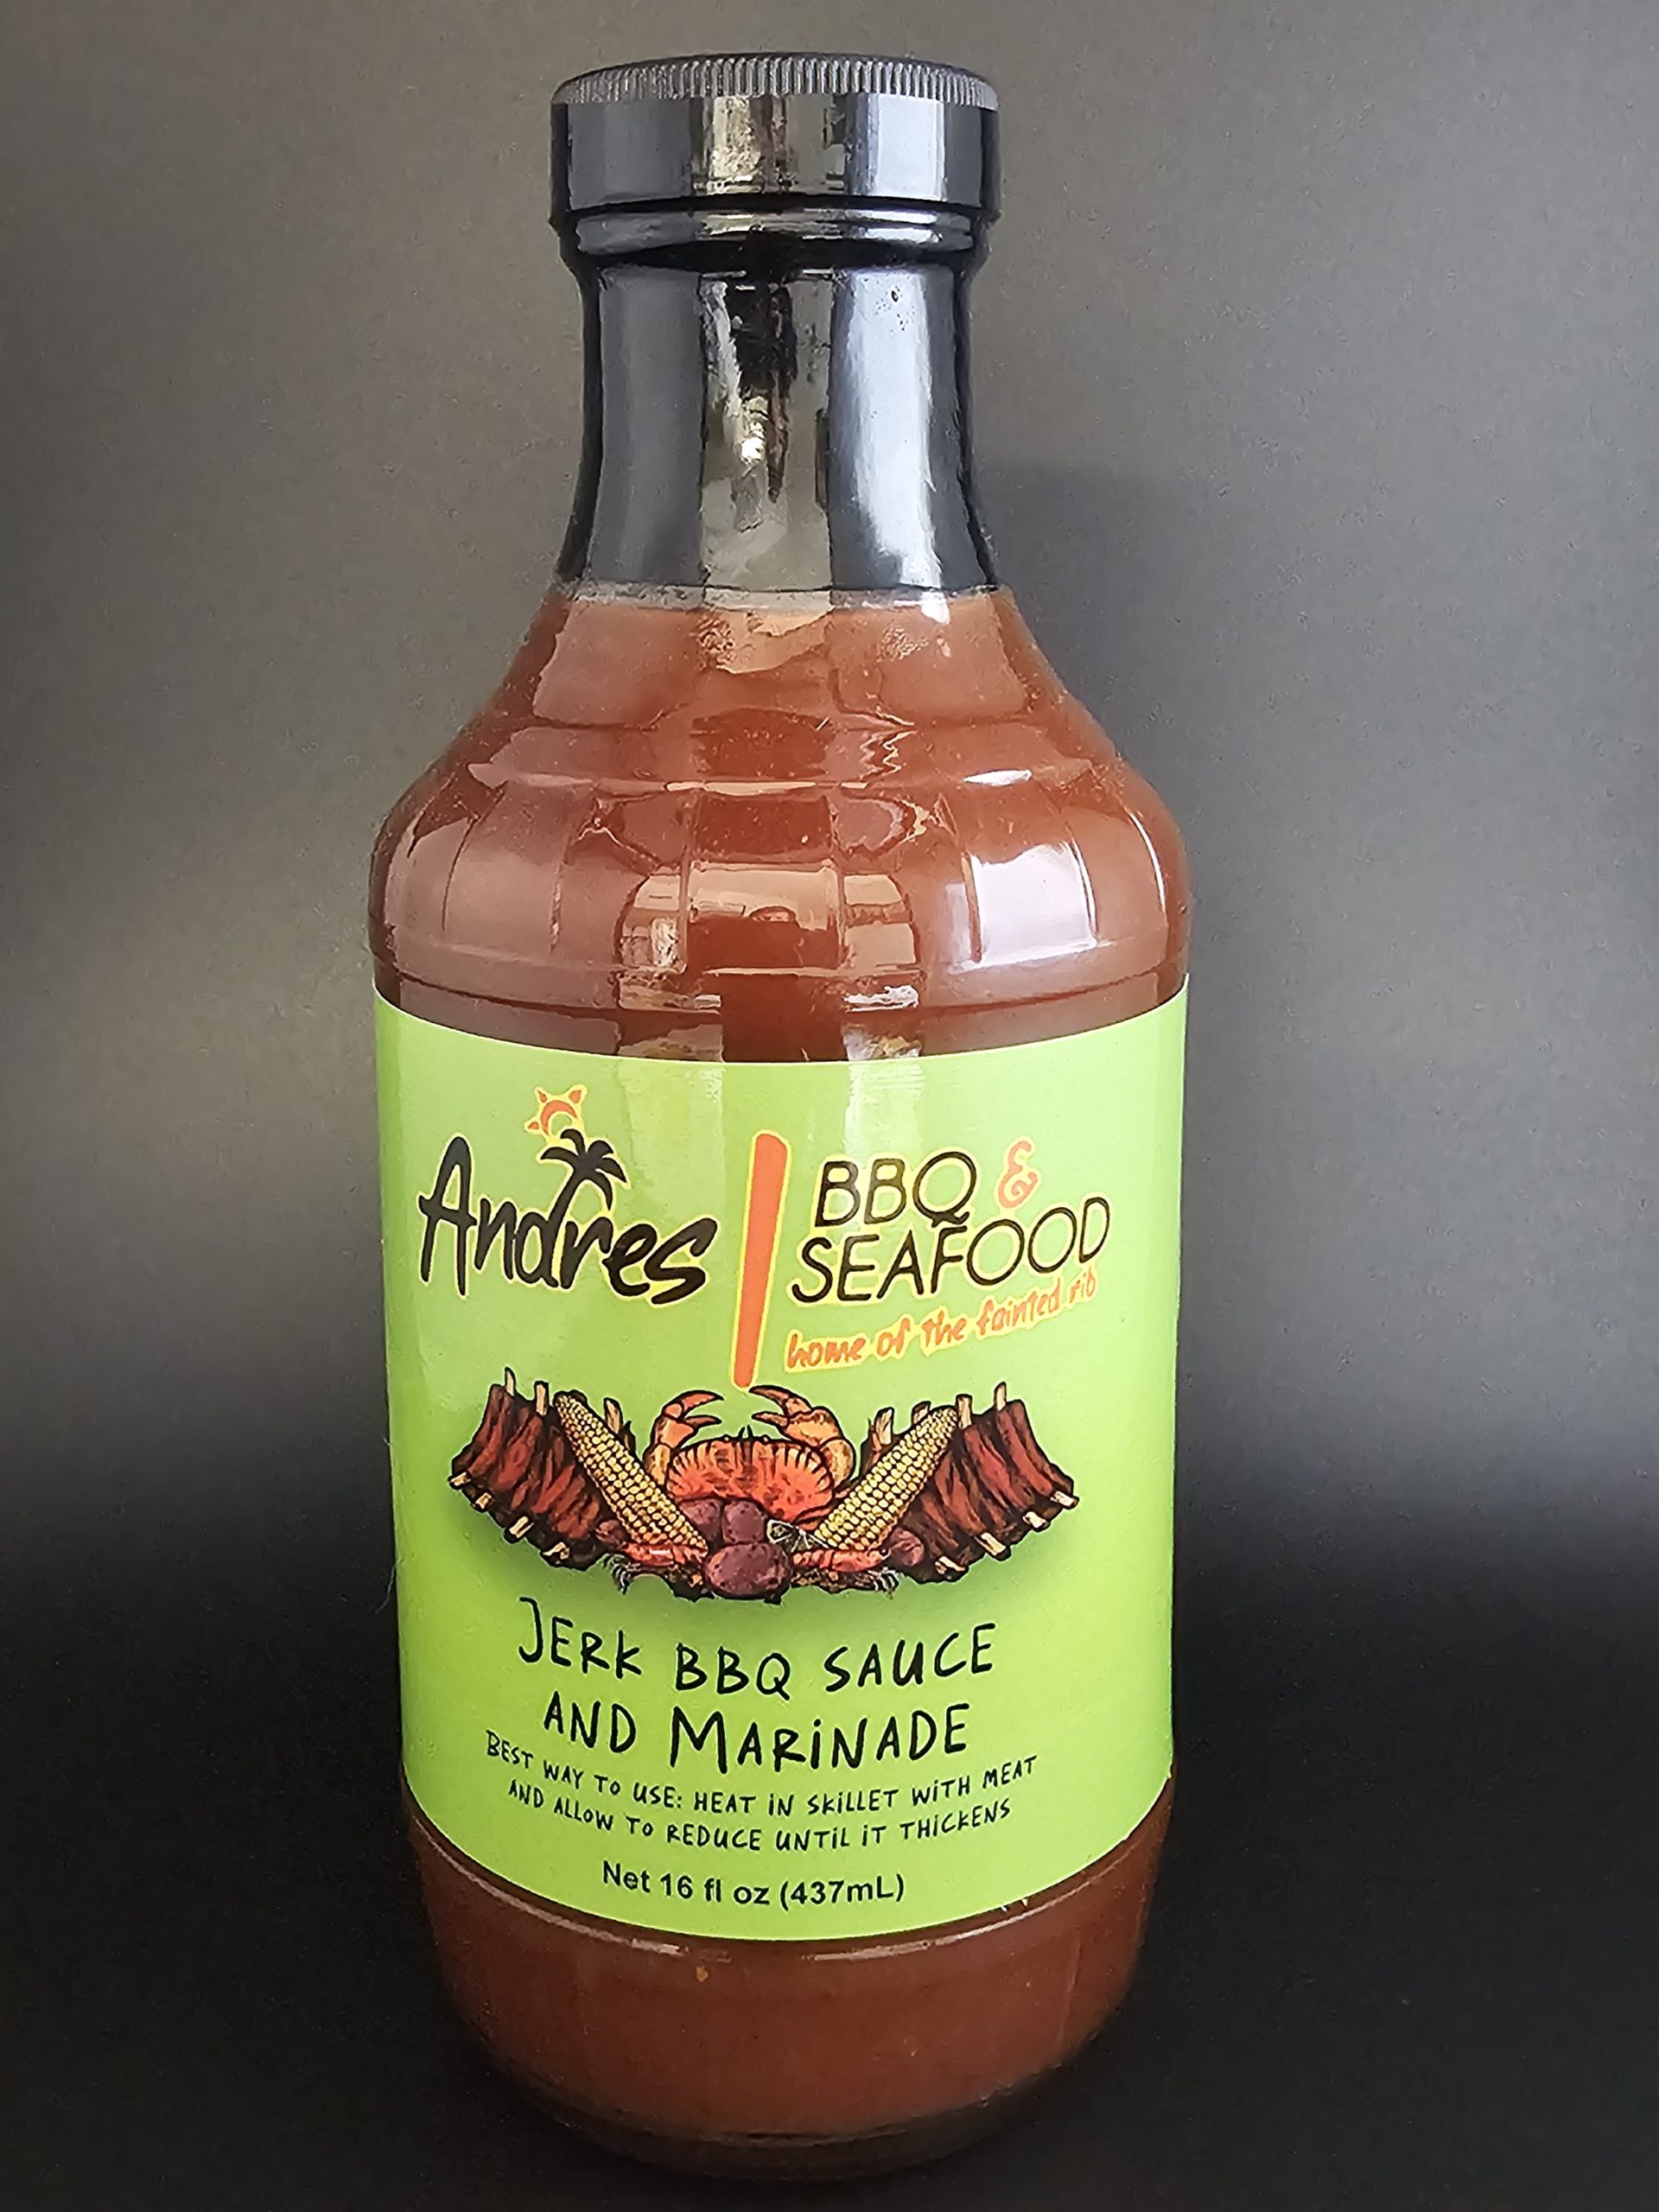 Andres
BBQ &
SEAFOOD
home of the fainted rib
JERK BBQ SAUCE
AND MARiNADE
BEST WAY TO USE: HEAT iN SKiLLET WiTH MEAT
AND ALLOW TO REDUCE UNTiL iT THiCKENS
Net 16 fl oz (437mL)